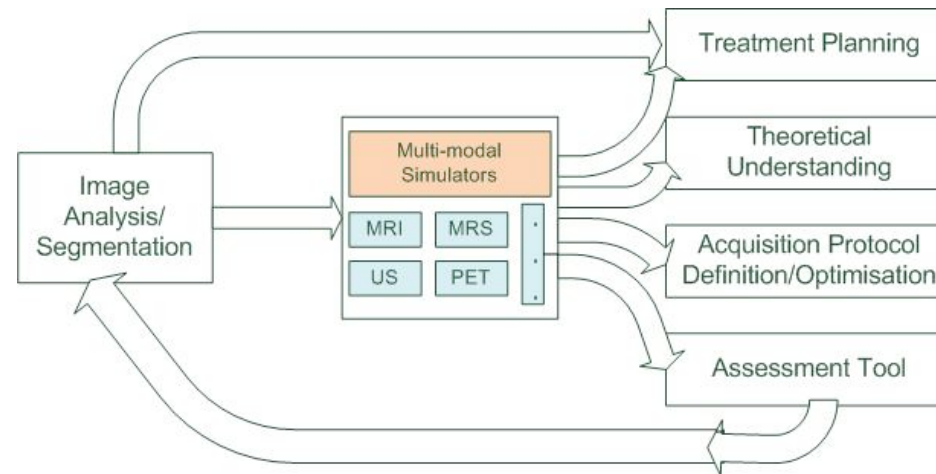 Treatment Planning
Theoretical
Understanding
Multi-modal
Simulators
Image
Analysis/
Segmentation
MRI
MRS
US
PET
Acquisition Protocol
Definition/Optimisation
Assessment Tool